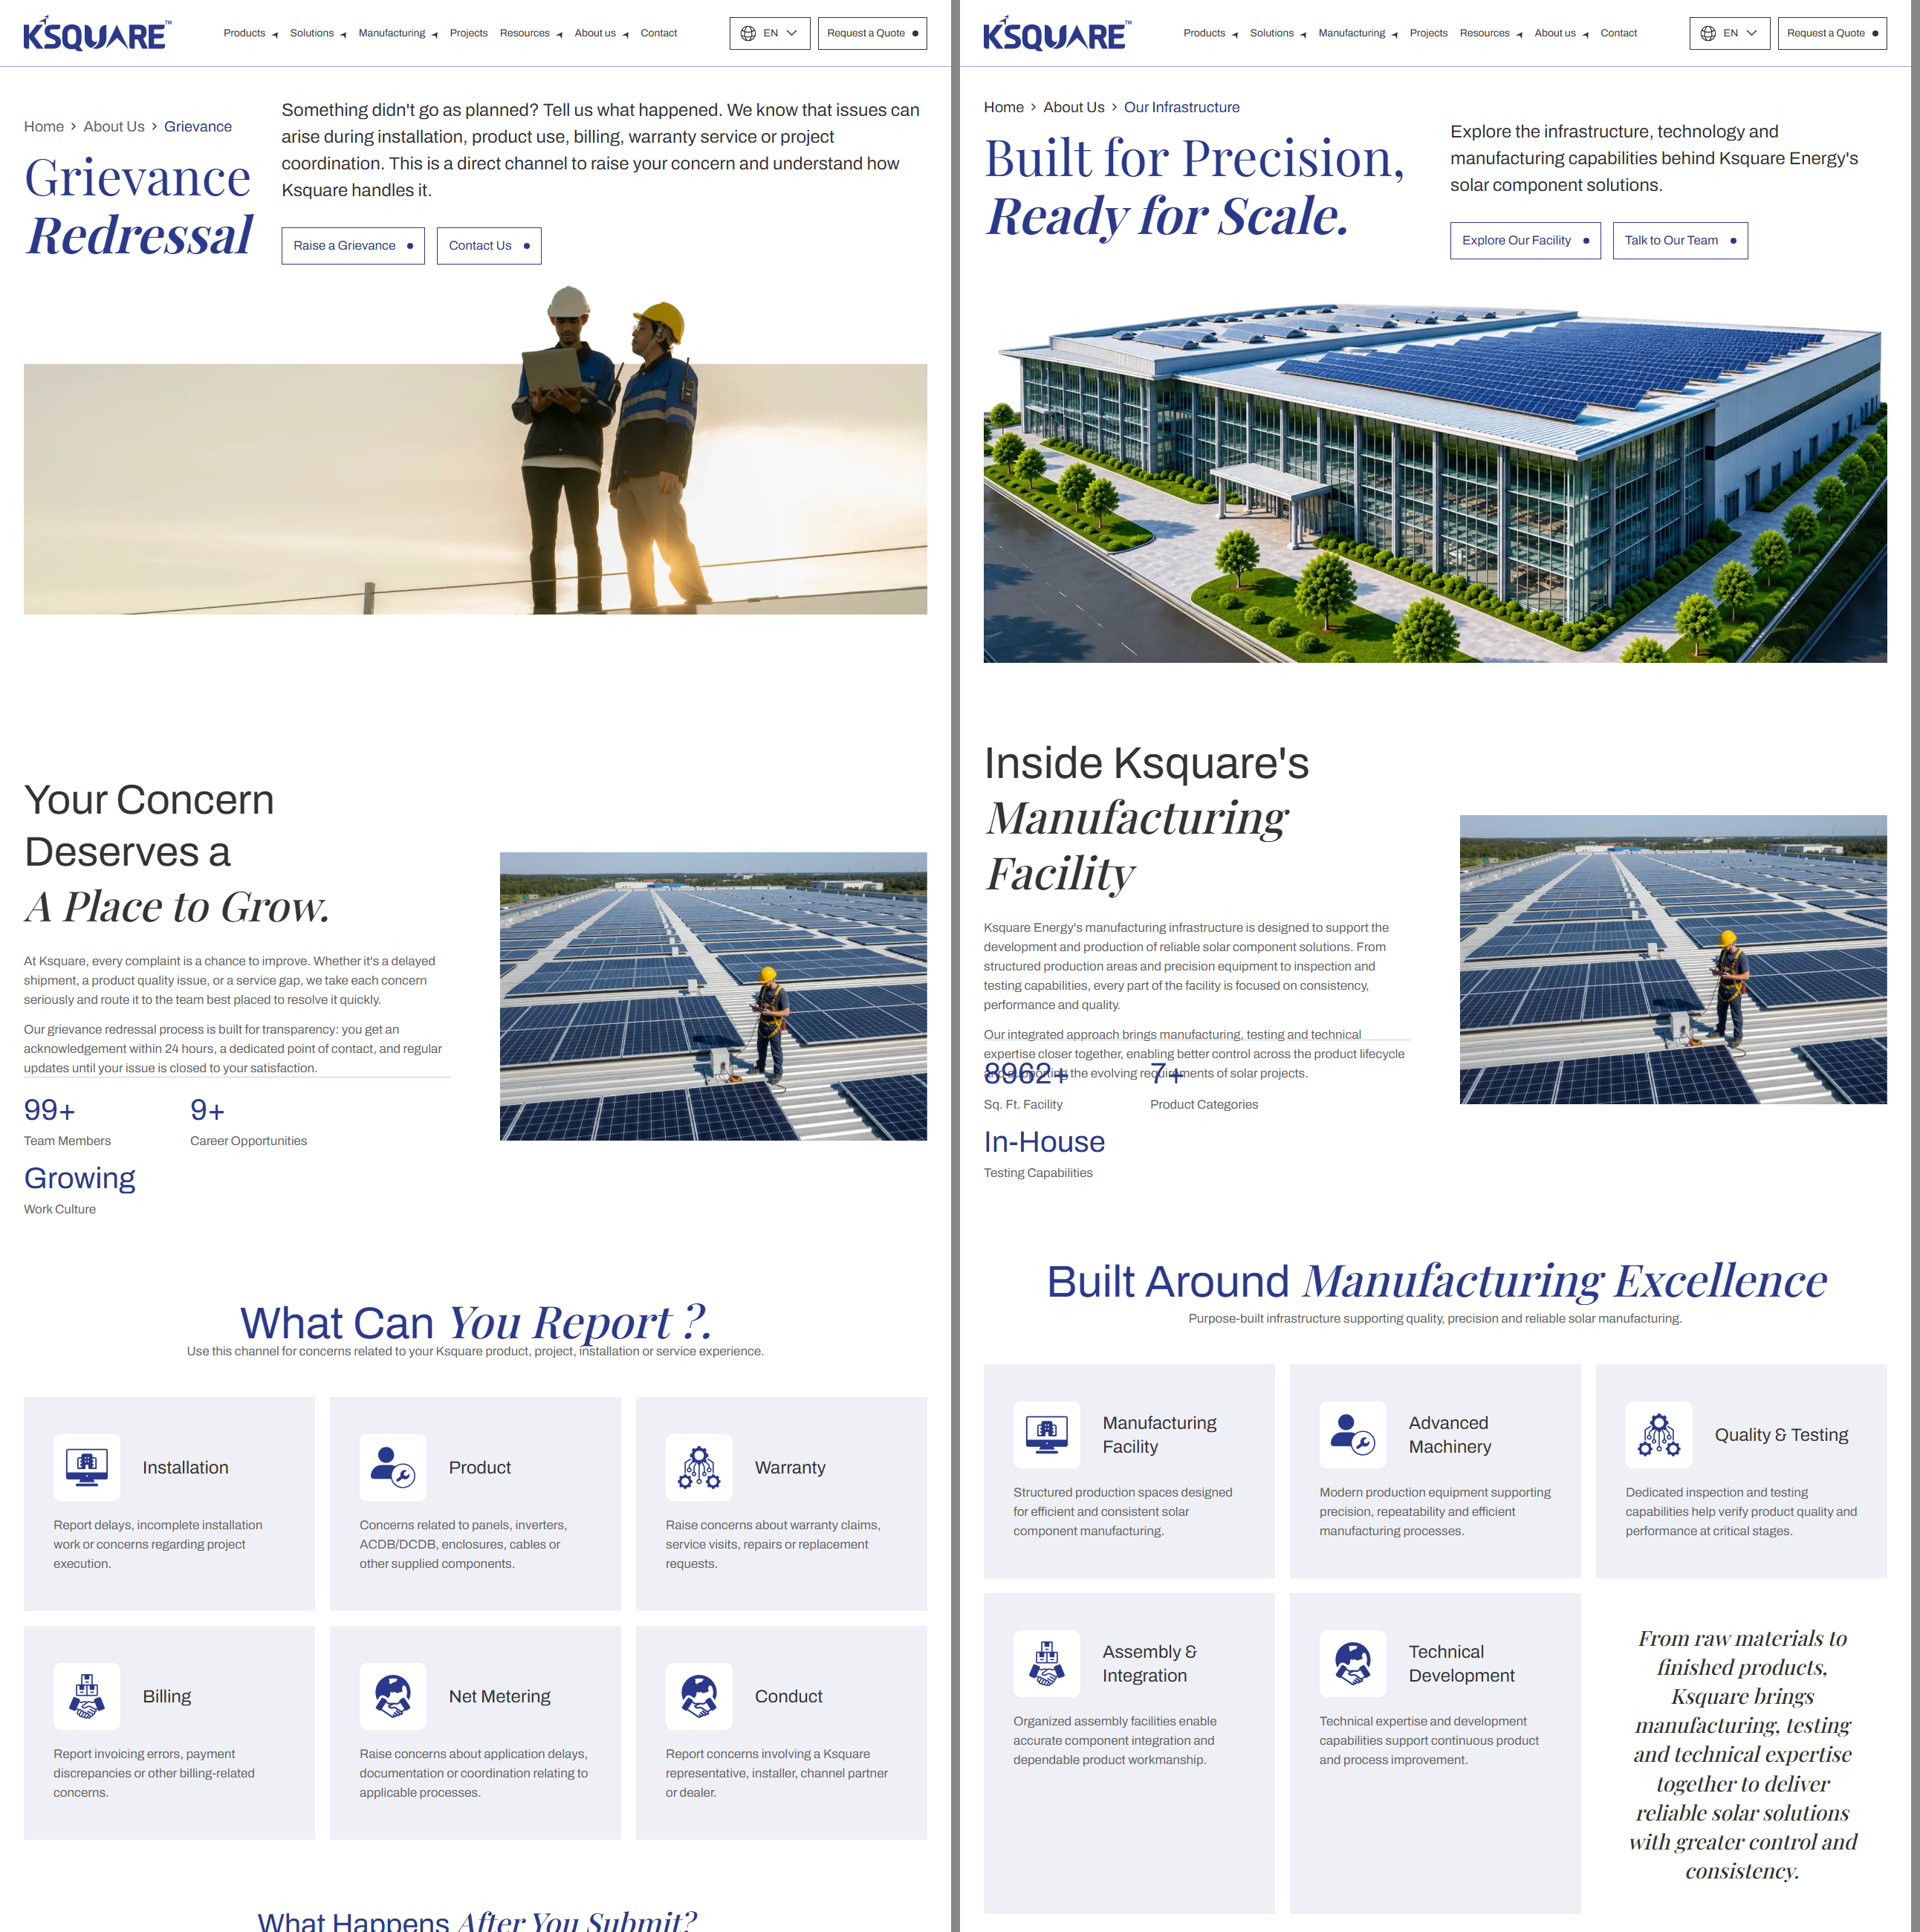 KSQUARE™
Products Solutions Manufacturing Projects Resources About us Contact
EN
Request a Quote
Home > About Us > Grievance
Grievance
Redressal
Something didn't go as planned? Tell us what happened. We know that issues can
arise during installation, product use, billing, warranty service or project
coordination. This is a direct channel to raise your concern and understand how
Ksquare handles it.
Raise a Grievance
Contact Us
Your Concern
Deserves a
A Place to Grow.
At Ksquare, every complaint is a chance to improve. Whether it's a delayed
shipment, a product quality issue, or a service gap, we take each concern
seriously and route it to the team best placed to resolve it quickly.
Our grievance redressal process is built for transparency: you get an
acknowledgement within 24 hours, a dedicated point of contact, and regular
updates until your issue is closed to your satisfaction.
99+
Team Members
9+
Career Opportunities
Growing
Work Culture
What Can You Report ?.
Use this channel for concerns related to your Ksquare product, project, installation or service experience.
Installation
Report delays, incomplete installation
work or concerns regarding project
execution.
Product
Concerns related to panels, inverters,
ACDB/DCDB, enclosures, cables or
other supplied components.
Warranty
Raise concerns about warranty claims,
service visits, repairs or replacement
requests.
Billing
Report invoicing errors, payment
discrepancies or other billing-related
concerns.
Net Metering
Raise concerns about application delays,
documentation or coordination relating to
applicable processes.
Conduct
Report concerns involving a Ksquare
representative, installer, channel partner
or dealer.
What Happens After You Submit?
KSQUARE™
Products Solutions Manufacturing Projects Resources About us Contact
EN
Request a Quote
Home > About Us > Our Infrastructure
Built for Precision,
Ready for Scale.
Explore the infrastructure, technology and
manufacturing capabilities behind Ksquare Energy's
solar component solutions.
Explore Our Facility
Talk to Our Team
Inside Ksquare's
Manufacturing
Facility
Ksquare Energy's manufacturing infrastructure is designed to support the
development and production of reliable solar component solutions. From
structured production areas and precision equipment to inspection and
testing capabilities, every part of the facility is focused on consistency,
performance and quality.
Our integrated approach brings manufacturing, testing and technical
expertise closer together, enabling better control across the product lifecycle
and supporting the evolving requirements of solar projects.
8962+
Sq. Ft. Facility
7+
Product Categories
In-House
Testing Capabilities
Built Around Manufacturing Excellence
Purpose-built infrastructure supporting quality, precision and reliable solar manufacturing.
Manufacturing
Facility
Structured production spaces designed
for efficient and consistent solar
component manufacturing.
Advanced
Machinery
Modern production equipment supporting
precision, repeatability and efficient
manufacturing processes.
Quality & Testing
Dedicated inspection and testing
capabilities help verify product quality and
performance at critical stages.
Assembly &
Integration
Organized assembly facilities enable
accurate component integration and
dependable product workmanship.
Technical
Development
Technical expertise and development
capabilities support continuous product
and process improvement.
From raw materials to
finished products,
Ksquare brings
manufacturing, testing
and technical expertise
together to deliver
reliable solar solutions
with greater control and
consistency.